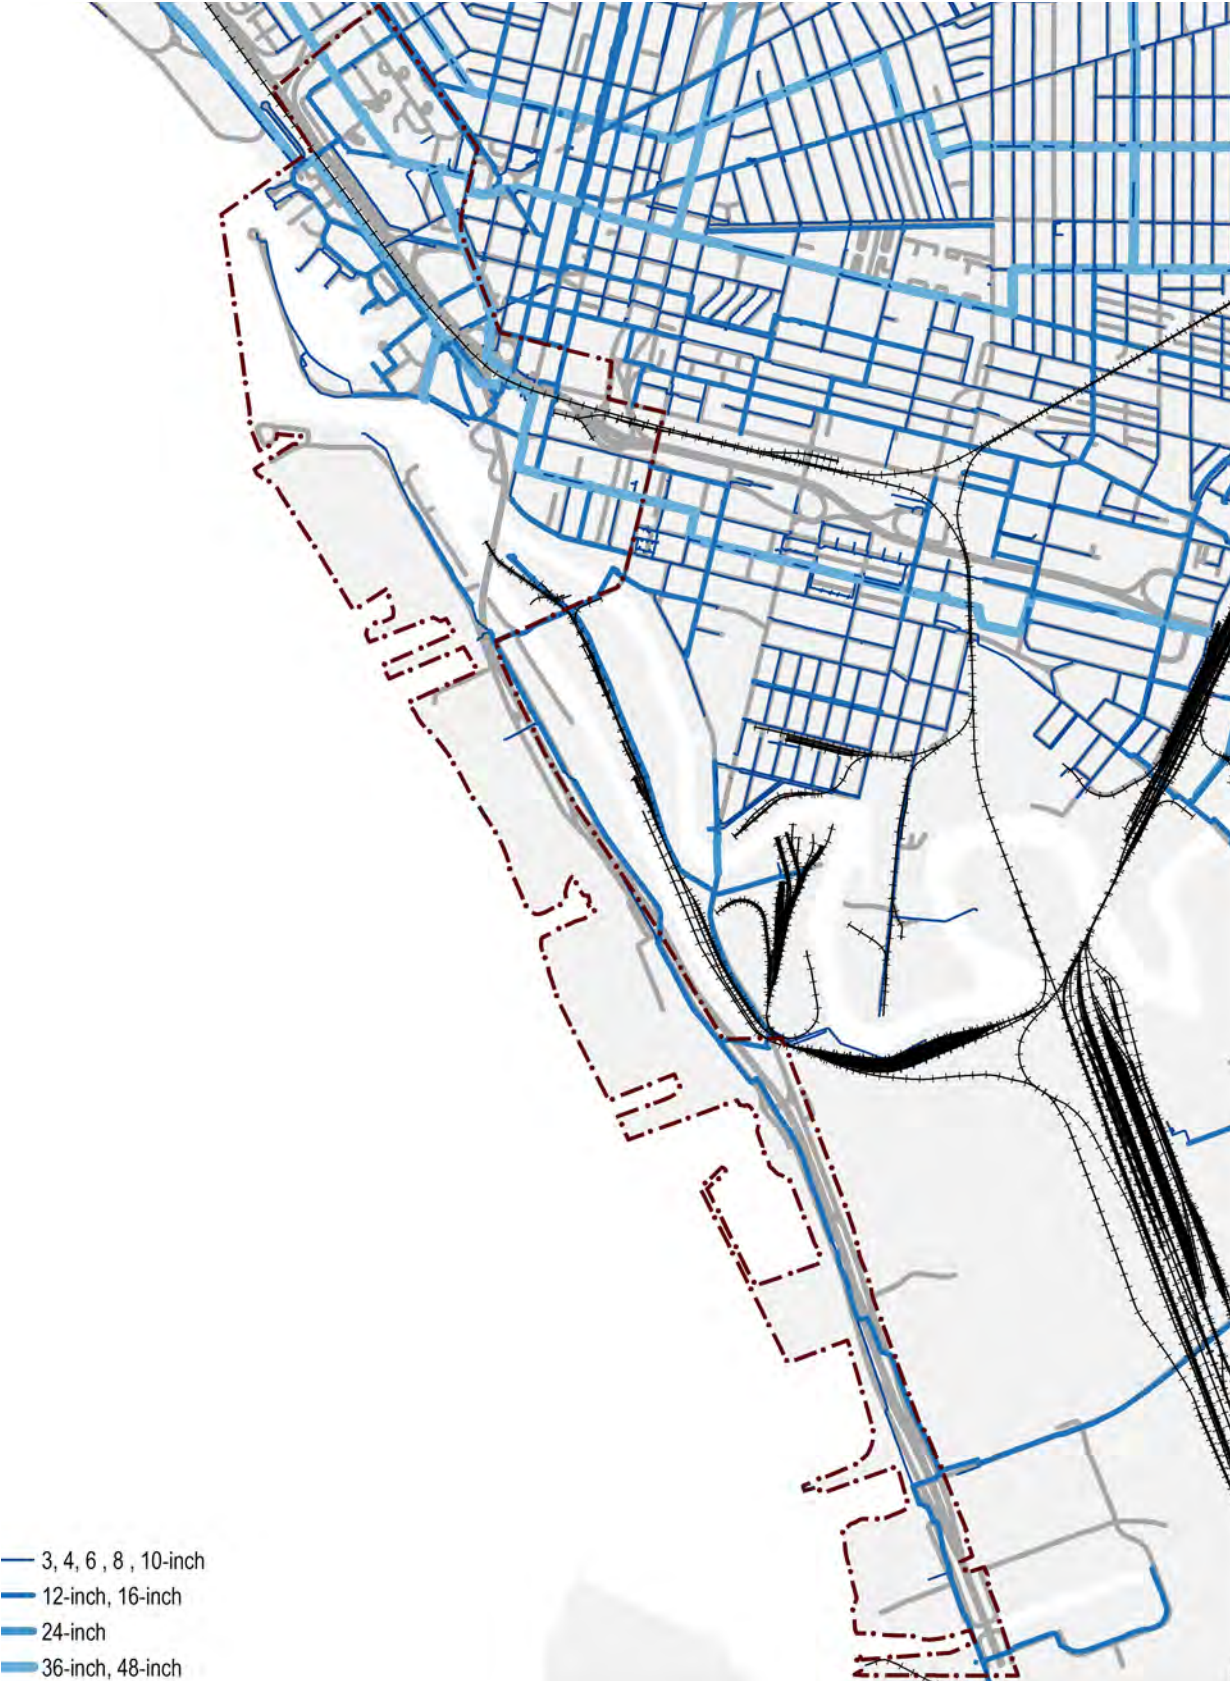 3, 4, 6 , 8 , 10-inch
12-inch, 16-inch
24-inch
36-inch, 48-inch